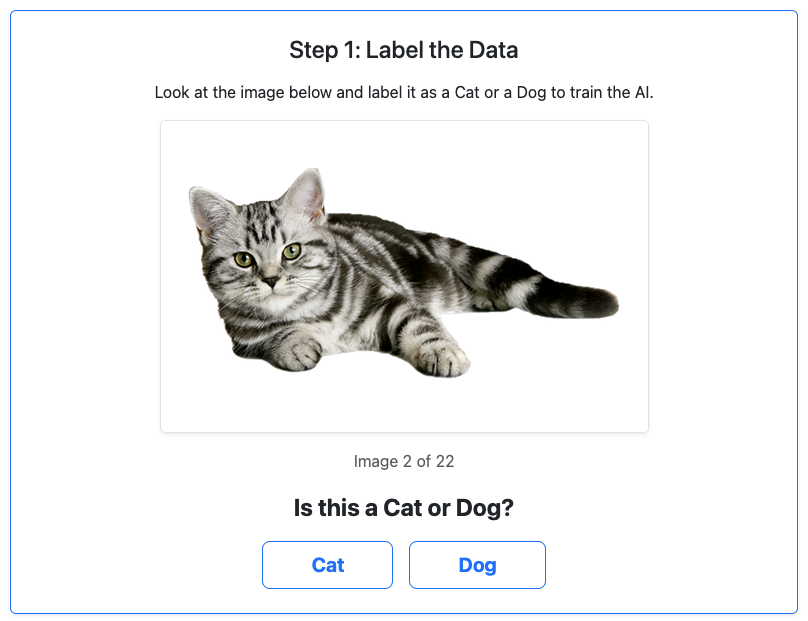 Step 1: Label the Data
Look at the image below and label it as a Cat or a Dog to train the AI.
Image 2 of 22
Is this a Cat or Dog?
Cat
Dog